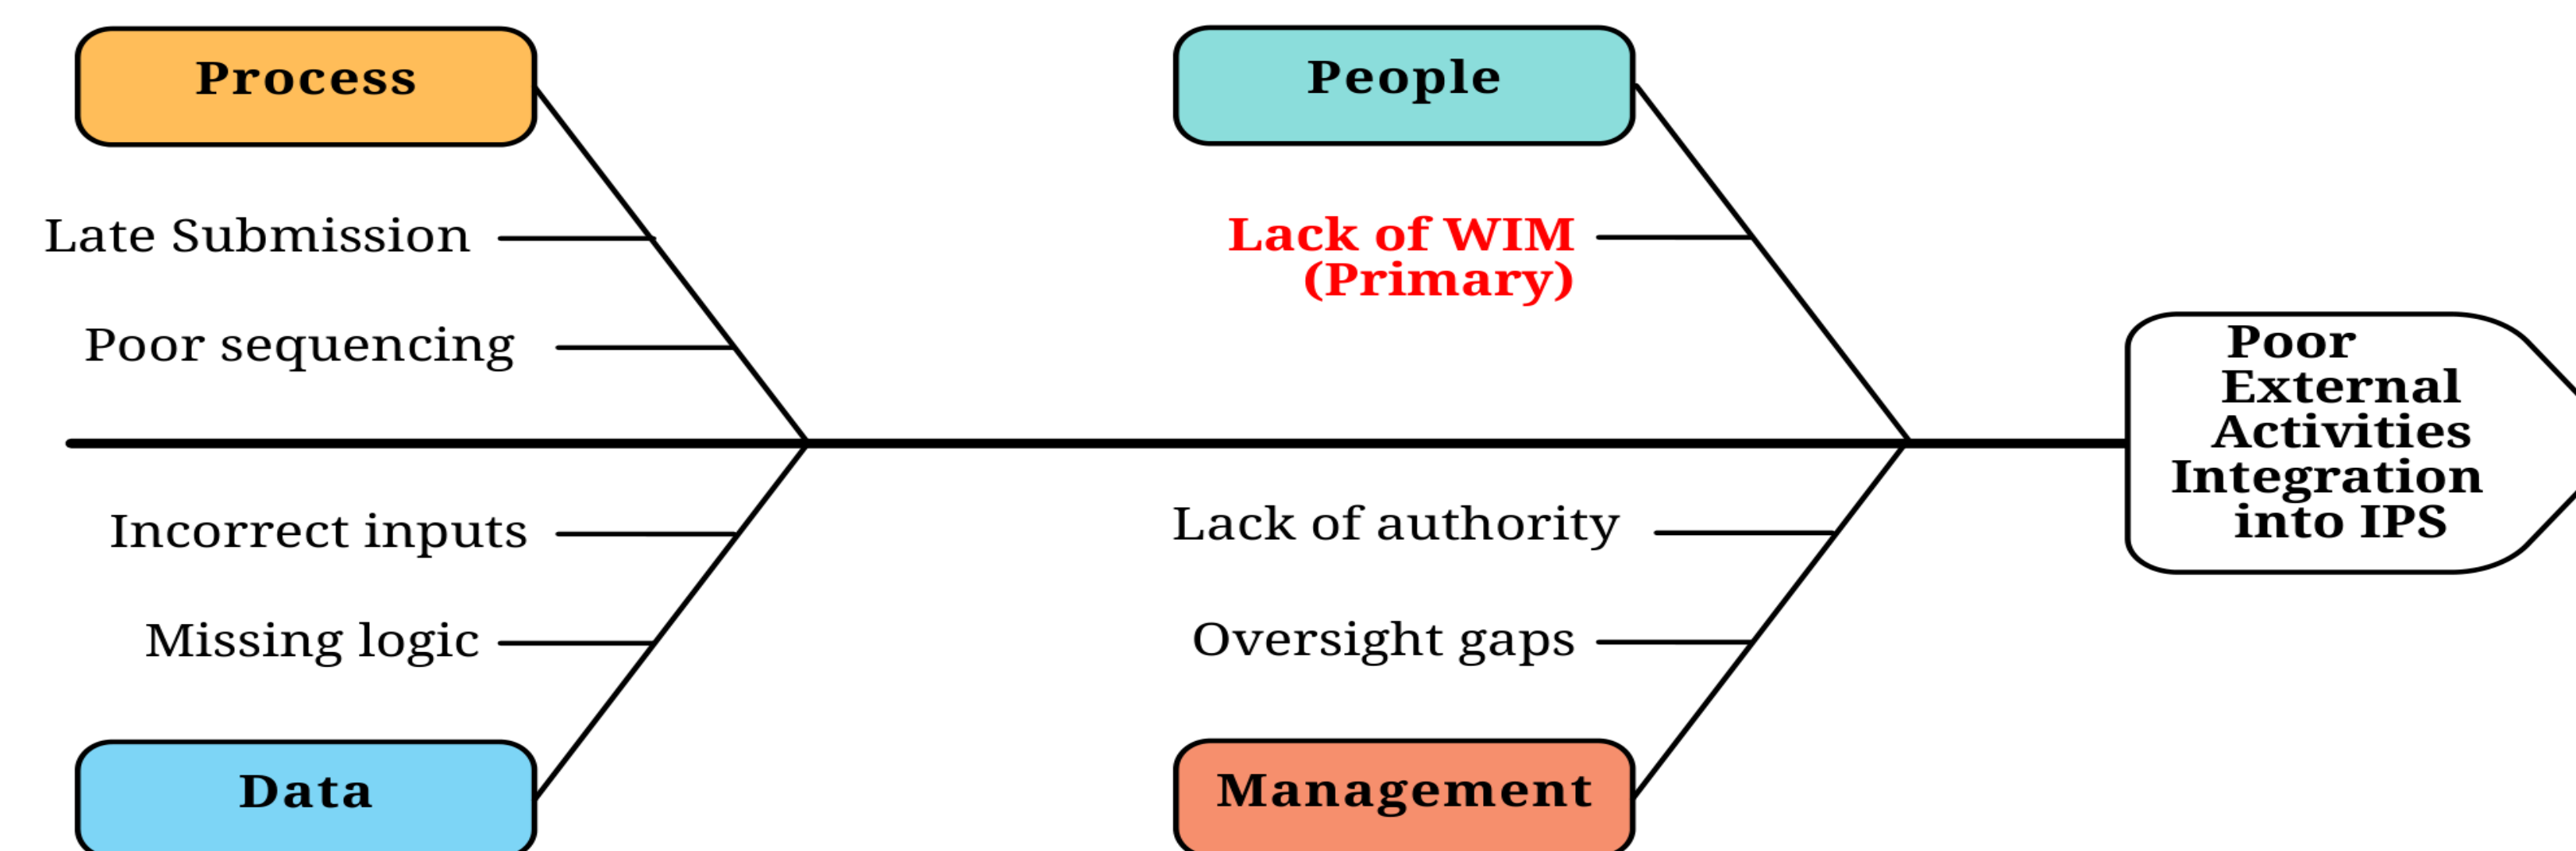 Process
People
Late Submission
Lack of WIM
(Primary)
Poor sequencing
Poor
External
Activities
Integration
into IPS
Incorrect inputs
Lack of authority
Missing logic
Oversight gaps
Data
Management